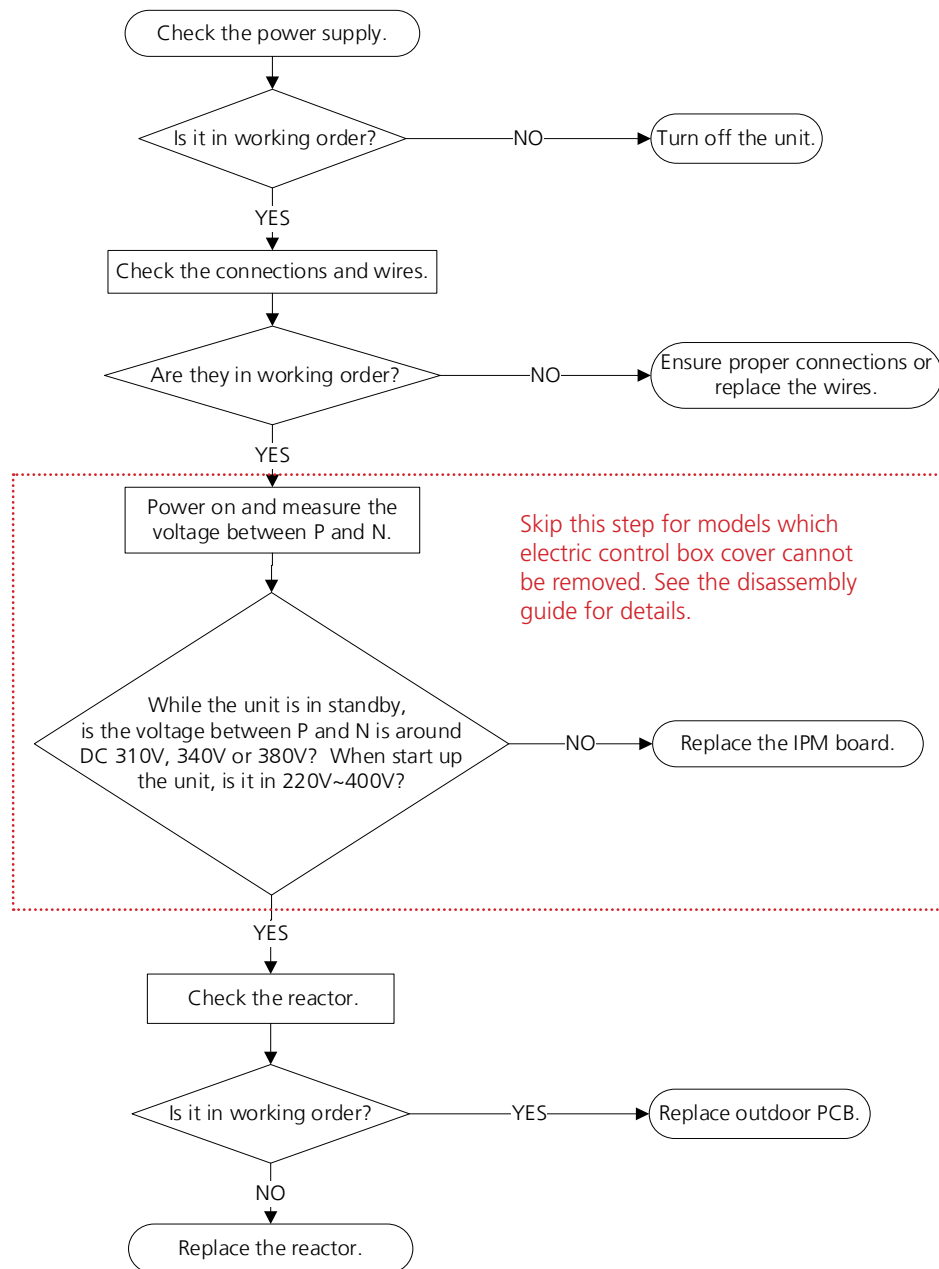 Check the power supply.
Is it in working order?
NO
Turn off the unit.
YES
Check the connections and wires.
Are they in working order?
NO
Ensure proper connections or
replace the wires.
YES
Power on and measure the
voltage between P and N.
Skip this step for models which
electric control box cover cannot
be removed. See the disassembly
guide for details.
While the unit is in standby,
is the voltage between P and N is around
DC 310V, 340V or 380V? When start up
the unit, is it in 220V~400V?
NO
Replace the IPM board.
YES
Check the reactor.
Is it in working order?
YES
Replace outdoor PCB.
NO
Replace the reactor.